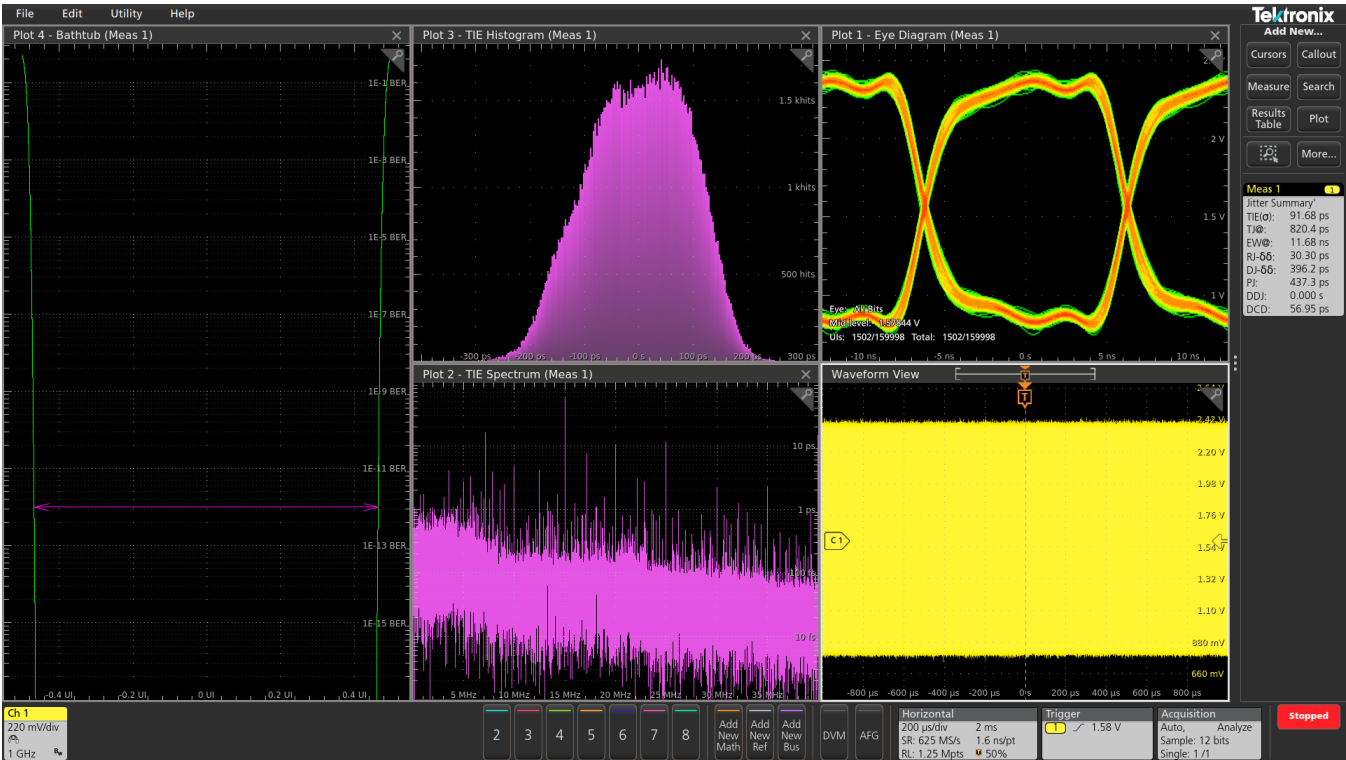 File Edit Utility Help
Tektronix
Add New...
Plot 4 - Bathtub (Meas 1)
1E-1 BER
1E-3 BER
1E-5 BER
1E-7 BER
1E-9 BER
1E-11 BER
1E-13 BER
1E-15 BER
-0.4 UI -0.2 UI 0 UI 0.2 UI 0.4 UI
Plot 3 - TIE Histogram (Meas 1)
1.5 khits
1 khits
500 hits
-300 ps -200 ps -100 ps 0 s 100 ps 200 ps 300 ps
Plot 1 - Eye Diagram (Meas 1)
2 V
1.5 V
1 V
Eye: All Bits
Mid level:
UIs: 1502/159998 Total: 1502/159998
-10 ns -5 ns 0 s 5 ns 10 ns
Plot 2 - TIE Spectrum (Meas 1)
10 ps
1 ps
100 fs
10 fs
5 MHz 10 MHz 15 MHz 20 MHz 25 MHz 30 MHz 35 MHz
Waveform View
T
T
2.64 V
2.42 V
2.20 V
1.98 V
1.76 V
1.54 V
1.32 V
1.10 V
880 mV
660 mV
C1
-800 µs -600 µs -400 µs -200 µs 0 s 200 µs 400 µs 600 µs 800 µs
Cursors Callout
Measure Search
Results Table Plot
More...
Meas 1 1
Jitter Summary'
TIE(σ): 91.68 ps
TJ@: 820.4 ps
EW@: 11.68 ns
RJ-δδ: 30.30 ps
DJ-δδ: 396.2 ps
PJ: 437.3 ps
DDJ: 0.000 s
DCD: 56.95 ps
Ch 1
220 mV/div
1 GHz Bw
2 3 4 5 6 7 8
Add New Math
Add New Ref
Add New Bus
DVM AFG
Horizontal
200 µs/div 2 ms
SR: 625 MS/s 1.6 ns/pt
RL: 1.25 Mpts 50%
Trigger
1 1.58 V
Acquisition
Auto, Analyze
Sample: 12 bits
Single: 1 /1
Stopped